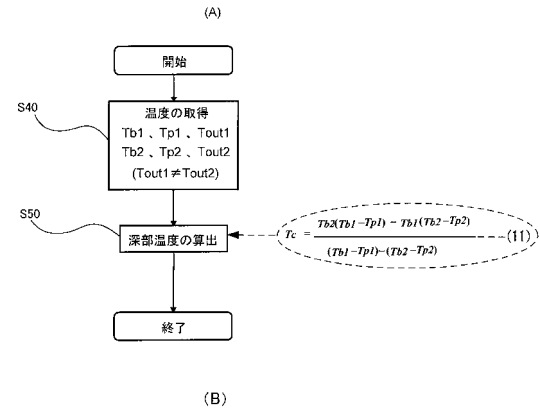 (A)
開始
S40
温度の取得
Tb1 、Tp1 、Tout1
Tb2 、Tp2 、Tout2
(Tout1≠Tout2)
S50
深部温度の算出
Tc = \frac{Tb2(Tb1−Tp1) − Tb1(Tb2−Tp2)}{(Tb1−Tp1)−(Tb2−Tp2)} (11)
終了
(B)